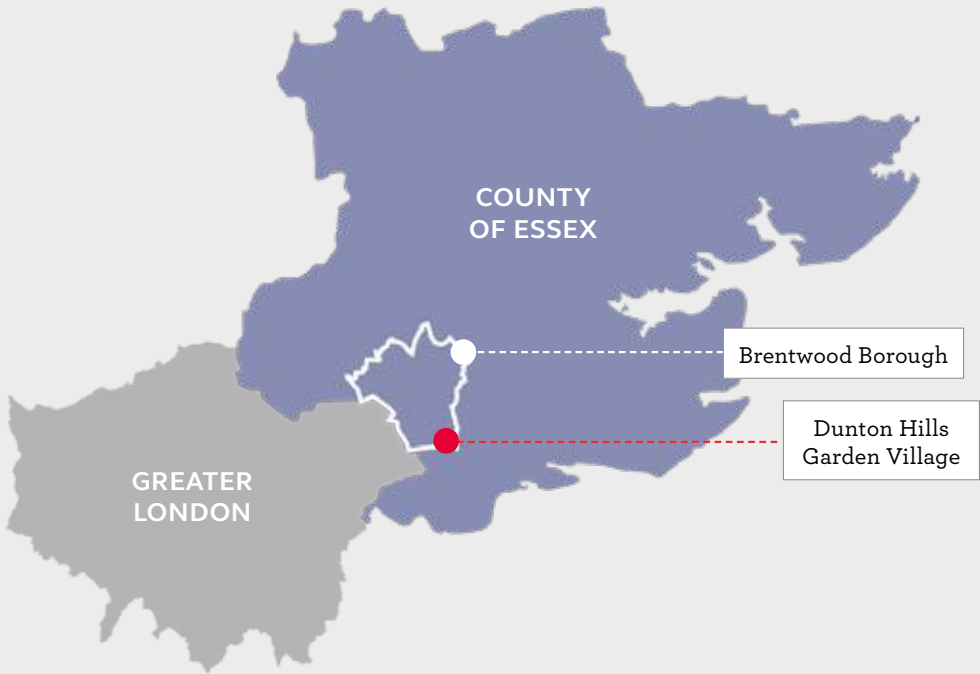 COUNTY
OF ESSEX
Brentwood Borough
Dunton Hills
Garden Village
GREATER
LONDON